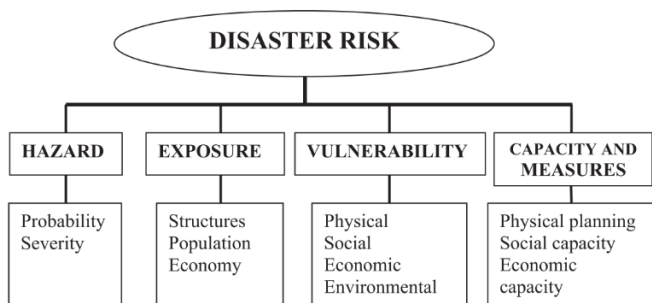 DISASTER RISK
HAZARD
EXPOSURE
VULNERABILITY
CAPACITY AND
MEASURES
Probability
Severity
Structures
Population
Economy
Physical
Social
Economic
Environmental
Physical planning
Social capacity
Economic
capacity